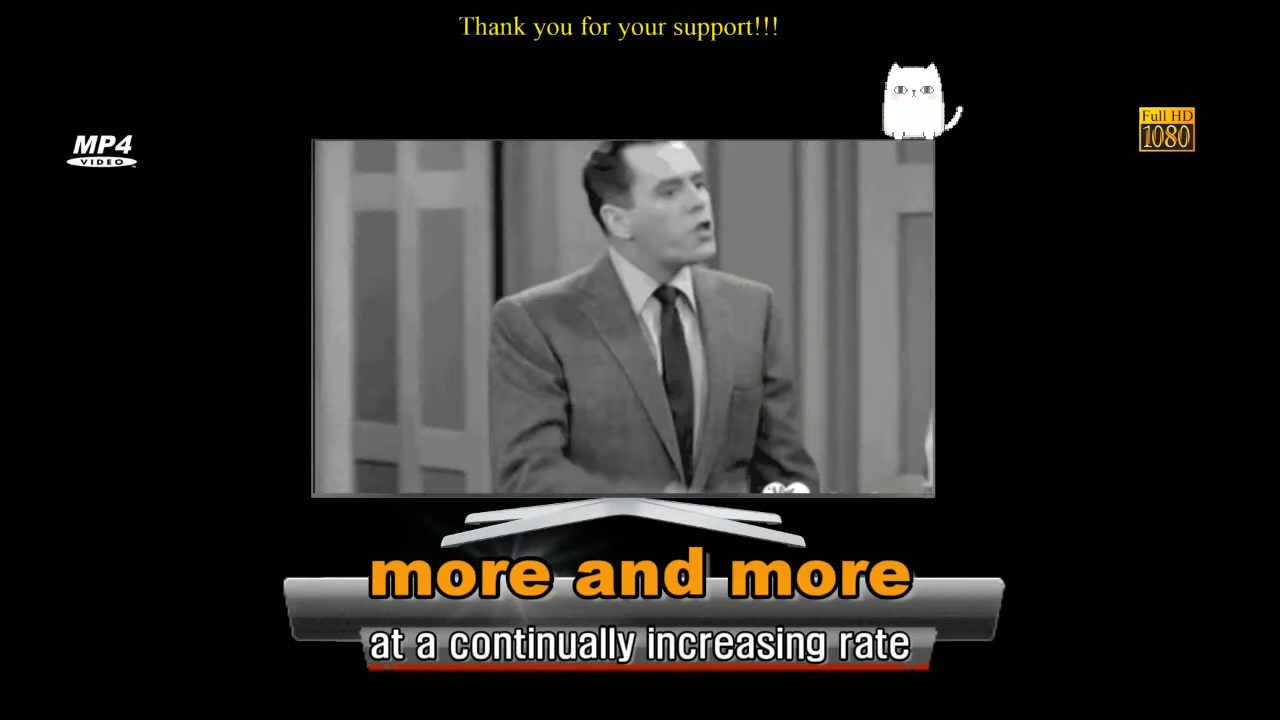 Thank you for your support!!!
MP4
VIDEO
Full HD
1080
more and more
at a continually increasing rate